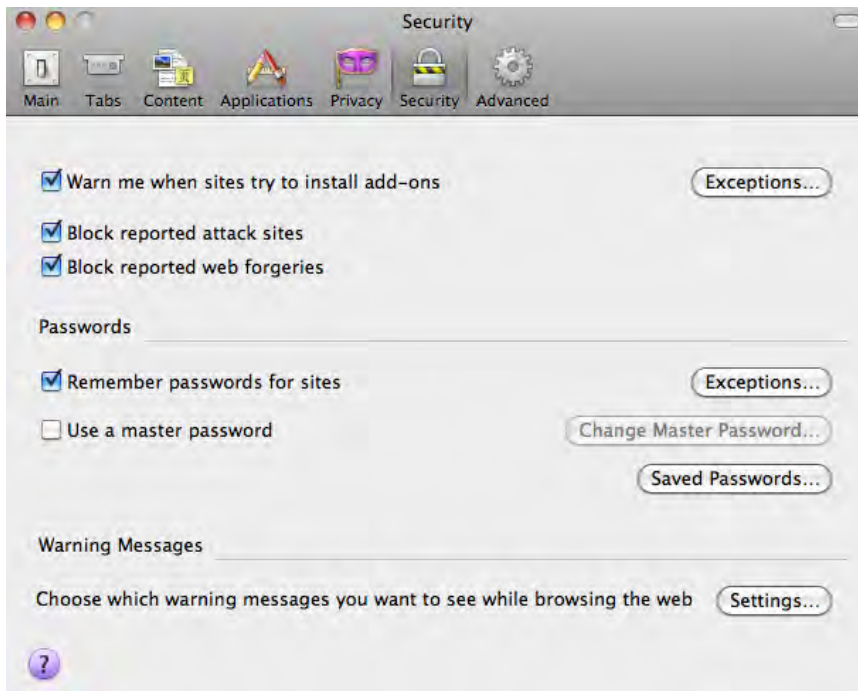 Security
Main Tabs Content Applications Privacy Security Advanced
Warn me when sites try to install add-ons Exceptions...
Block reported attack sites
Block reported web forgeries
Passwords
Remember passwords for sites Exceptions...
Use a master password Change Master Password...
Saved Passwords...
Warning Messages
Choose which warning messages you want to see while browsing the web Settings...
?